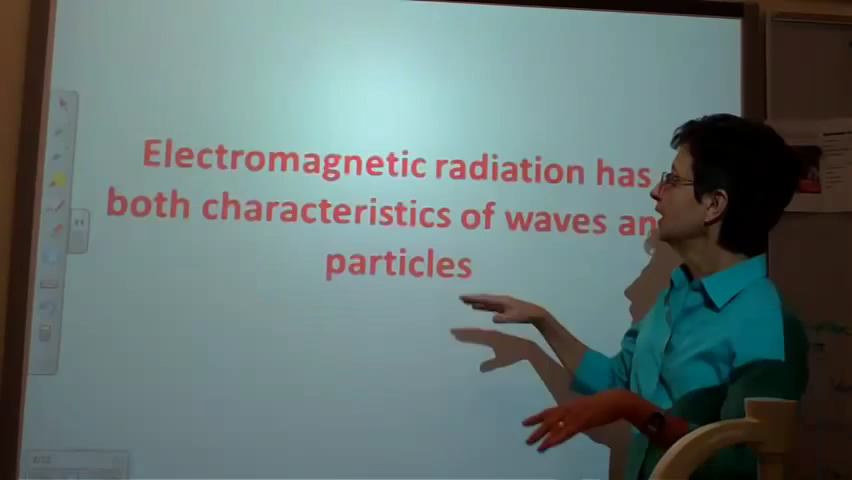 Electromagnetic radiation has
both characteristics of waves an
particles